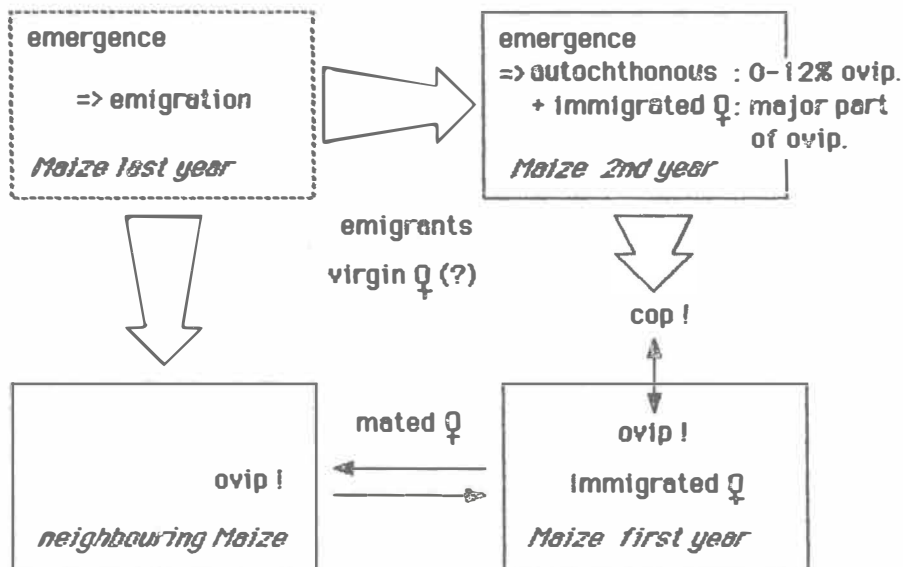 emergence
=> emigration
Maize last year
emergence
=> autochthonous : 0-12% ovip.
+ immigrated ♀ : major part
of ovip.
Maize 2nd year
emigrants
virgin ♀ (?)
cop !
mated ♀
ovip !
neighbouring Maize
ovip !
immigrated ♀
Maize first year